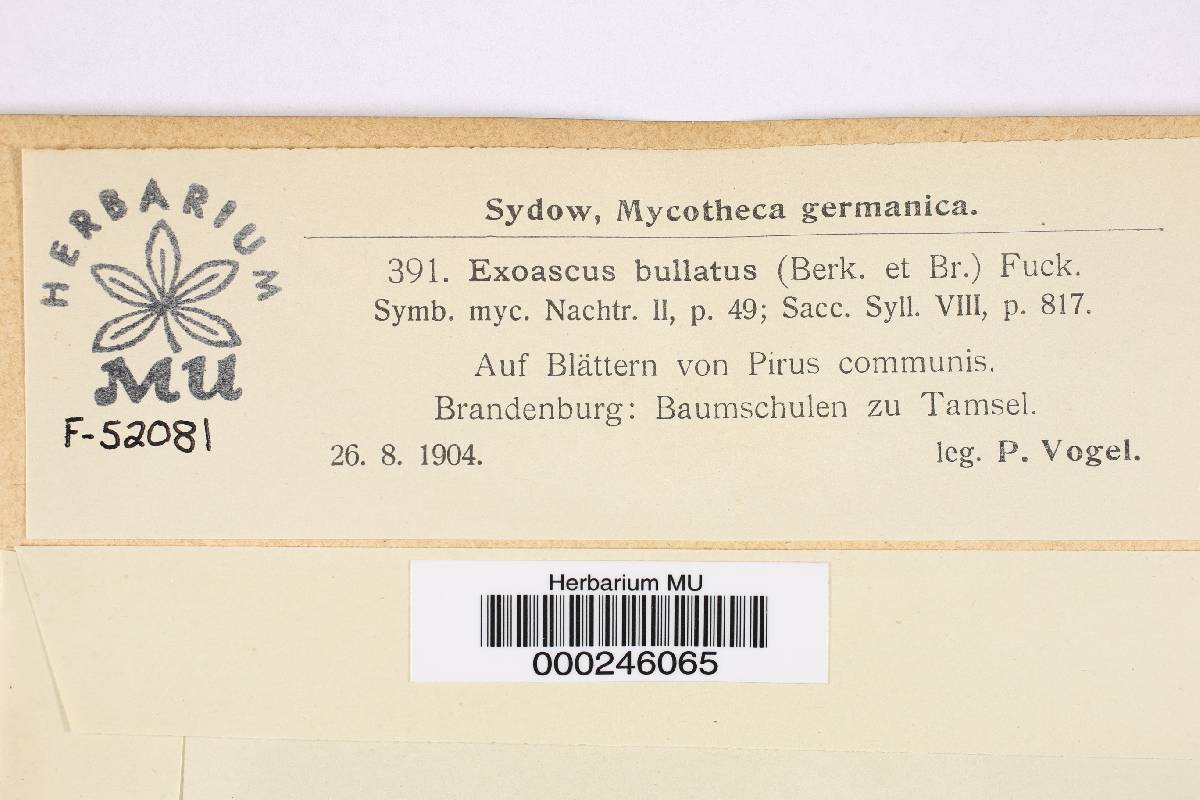 HERBARIUM
MU
F-52081
Sydow, Mycotheca germanica.
391. Exoascus bullatus (Berk. et Br.) Fuck.
Symb. myc. Nachtr. II, p. 49; Sacc. Syll. VIII, p. 817.
Auf Blättern von Pirus communis.
Brandenburg: Baumschulen zu Tamsel.
26. 8. 1904. leg. P. Vogel.
Herbarium MU
000246065